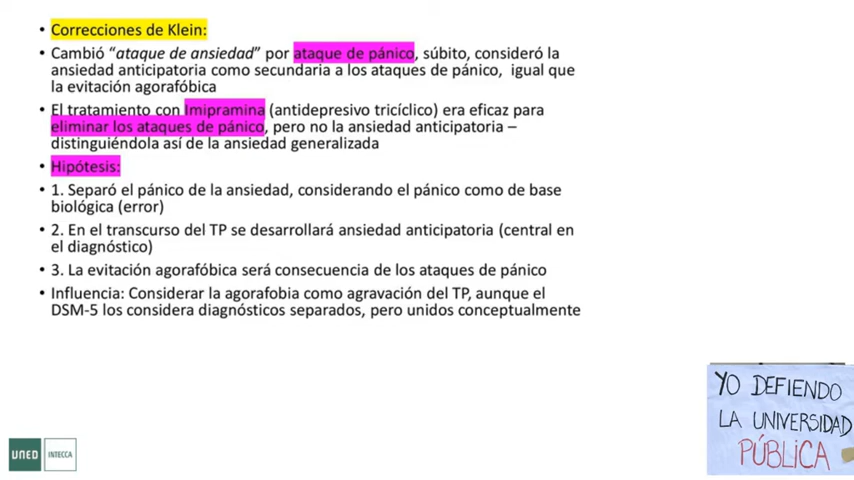 • Correcciones de Klein:
• Cambió “ataque de ansiedad” por ataque de pánico, súbito, consideró la
ansiedad anticipatoria como secundaria a los ataques de pánico, igual que
la evitación agorafóbica
• El tratamiento con Imipramina (antidepresivo tricíclico) era eficaz para
eliminar los ataques de pánico, pero no la ansiedad anticipatoria –
distinguiéndola así de la ansiedad generalizada
• Hipótesis:
• 1. Separó el pánico de la ansiedad, considerando el pánico como de base
biológica (error)
• 2. En el transcurso del TP se desarrollará ansiedad anticipatoria (central en
el diagnóstico)
• 3. La evitación agorafóbica será consecuencia de los ataques de pánico
• Influencia: Considerar la agorafobia como agravación del TP, aunque el
DSM-5 los considera diagnósticos separados, pero unidos conceptualmente
YO DEFIENDO
LA UNIVERSIDAD
PÚBLICA
UNED INTECCA